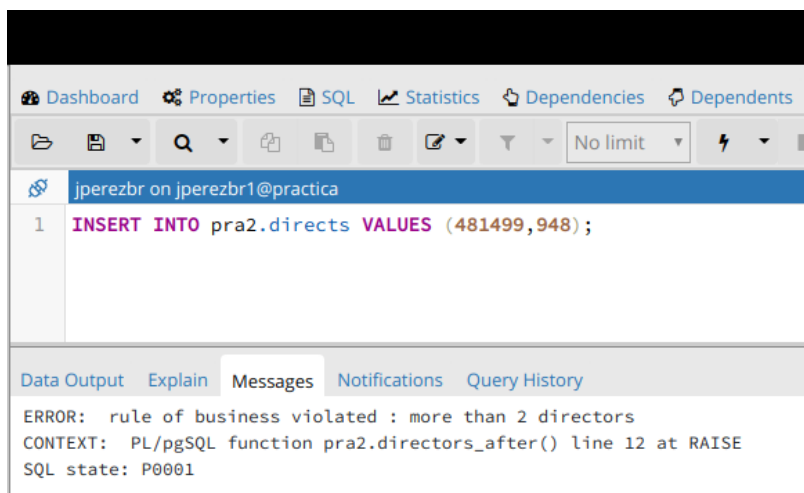 Dashboard Properties SQL Statistics Dependencies Dependents
No limit
jperezbr on jperezbr1@practica
1 INSERT INTO pra2.directs VALUES (481499,948);
Data Output Explain Messages Notifications Query History
ERROR:  rule of business violated : more than 2 directors
CONTEXT:  PL/pgSQL function pra2.directors_after() line 12 at RAISE
SQL state: P0001